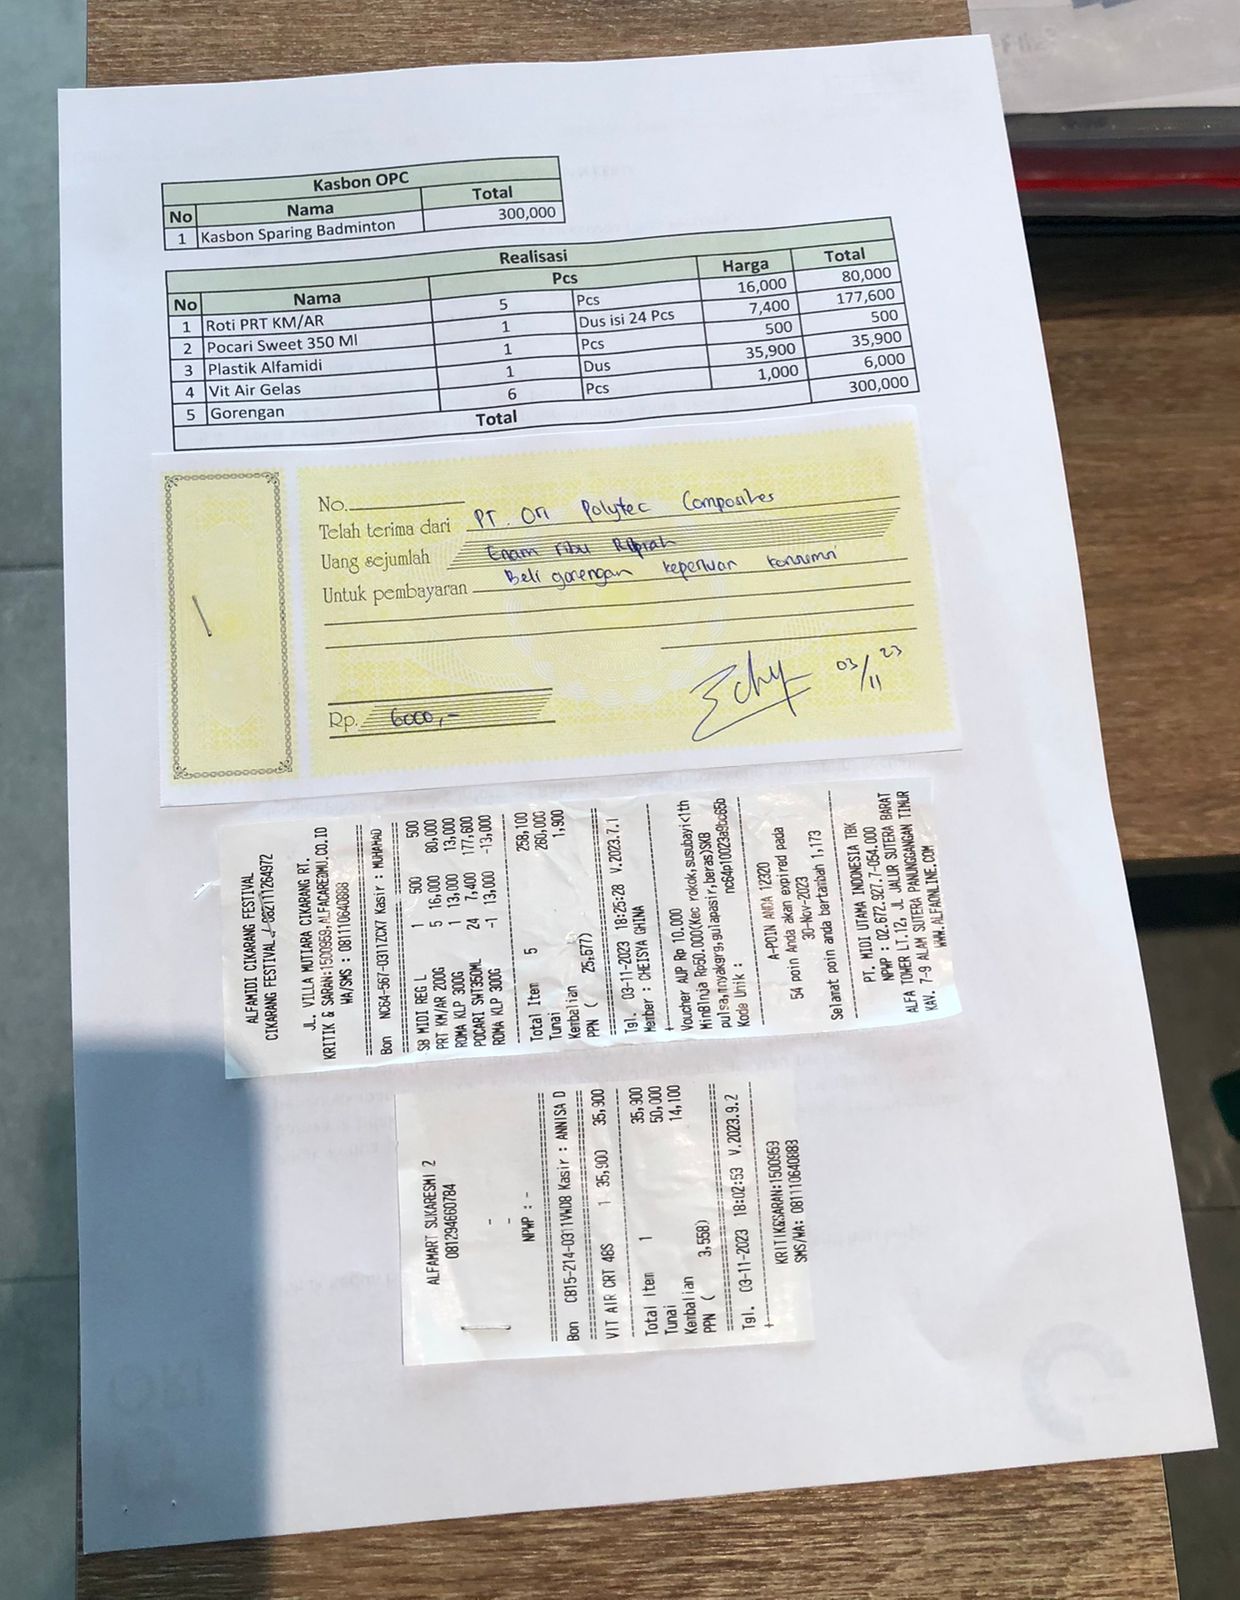 Kasbon OPC
No Nama Total
1 Kasbon Sparing Badminton 300,000
Realisasi
No Nama Pcs Harga Total
1 Roti PRT KM/AR 5 Pcs 16,000 80,000
2 Pocari Sweet 350 Ml 1 Dus isi 24 Pcs 7,400 177,600
3 Plastik Alfamidi 1 Pcs 500 500
4 Vit Air Gelas 1 Dus 35,900 35,900
5 Gorengan 6 Pcs 1,000 6,000
Total 300,000
No.
Telah terima dari PT. Ori Polytec Composites
Uang sejumlah Enam ribu Rupiah
Untuk pembayaran Beli gorengan keperluan konsumsi
03/11 23
Rp. 6000,-
ALFAMIDI CIKARANG FESTIVAL
CIKARANG FESTIVAL / 082111264972
JL. VILLA MUTIARA CIKARANG RT.
KRITIK & SARAN:1500959,ALFACARE@MU.CO.ID
WA/SMS : 081110640888
Bon NC64-567-0311ZCX7 Kasir : MUHAMAD
SB MIDI REG L 1 500 500
PRT KM/AR 200G 5 16,000 80,000
ROMA KLP 300G 1 13,000 13,000
POCARI SWT350ML 24 7,400 177,600
ROMA KLP 300G -1 13,000 -13,000
Total Item 5 258,100
Tunai 260,000
Kembalian 1,900
PPN ( 25,577)
Tgl. 03-11-2023 18:25:28 V.2023.7.1
Member : CHEISYA GHINA
Voucher AUP Rp 10.000
MinBlnja Rp50.000(Kec rokok,susubayi<1th
pulsa,mnyakgrg,gulapasir,beras)SKB
Kode Unik : nc64p10023a9bc65b
A-POIN ANDA 12320
54 poin Anda akan expired pada
30-Nov-2023
Selamat poin anda bertambah 1,173
PT. MIDI UTAMA INDONESIA TBK
NPWP : 02.672.927.7-054.000
ALFA TOWER LT.12, JL JALUR SUTERA BARAT
KAV. 7-9 ALAM SUTERA PANUNGGANGAN TIMUR
WWW.ALFAONLINE.COM
ALFAMART SUKARESMI 2
081294660784
-
-
NPWP : -
Bon CB15-214-0311VWD8 Kasir : ANNISA D
VIT AIR CRT 48S 1 35,900 35,900
Total Item 1 35,900
Tunai 50,000
Kembalian 14,100
PPN ( 3,558)
Tgl. 03-11-2023 18:02:53 V.2023.9.2
KRITIK&SARAN:1500959
SMS/WA: 081110640888